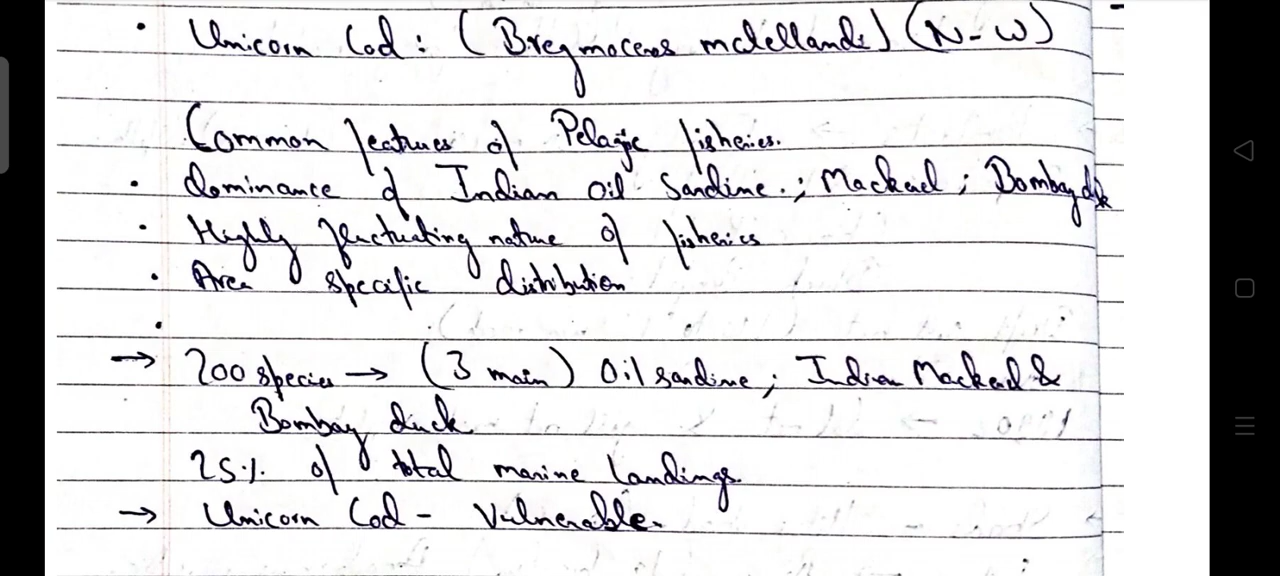 • Unicorn Cod : (Bregmoceros mclellandi) (N-W)
Common features of Pelagic fisheries.
• dominance of Indian Oil Sardine. ; Mackerel ; Bombay duck
• Highly fluctuating nature of fisheries
• Area specific distribution
•
→ 200 species → (3 main) Oil sardine ; Indian Mackerel &
Bombay duck
25% of total marine landings.
→ Unicorn Cod - Vulnerable.